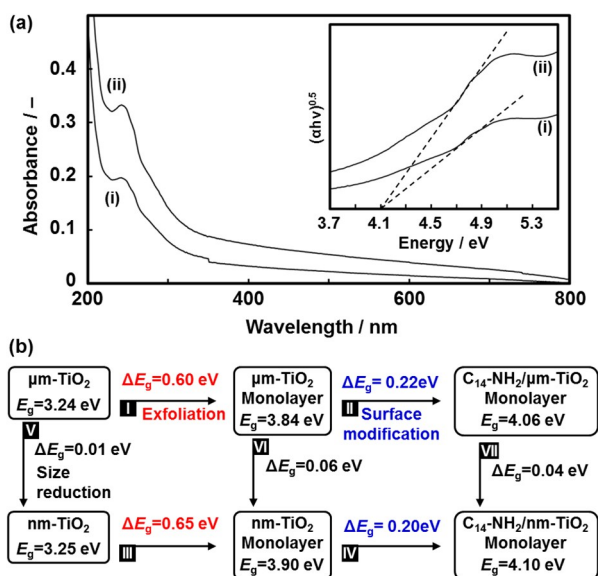 (a)
Absorbance / –
0.4
0.3
0.2
0.1
0
(ii)
(i)
200
400
600
800
Wavelength / nm
(αhν)0.5
(ii)
(i)
3.7
4.1
4.5
4.9
5.3
Energy / eV
(b)
µm-TiO2
Eg=3.24 eV
ΔEg=0.60 eV
I
Exfoliation
µm-TiO2
Monolayer
Eg=3.84 eV
ΔEg= 0.22eV
II
Surface
modification
C14-NH2/µm-TiO2
Monolayer
Eg=4.06 eV
V
ΔEg=0.01 eV
Size
reduction
VI
ΔEg=0.06 eV
VII
ΔEg=0.04 eV
nm-TiO2
Eg=3.25 eV
ΔEg=0.65 eV
III
nm-TiO2
Monolayer
Eg=3.90 eV
ΔEg= 0.20eV
IV
C14-NH2/nm-TiO2
Monolayer
Eg=4.10 eV